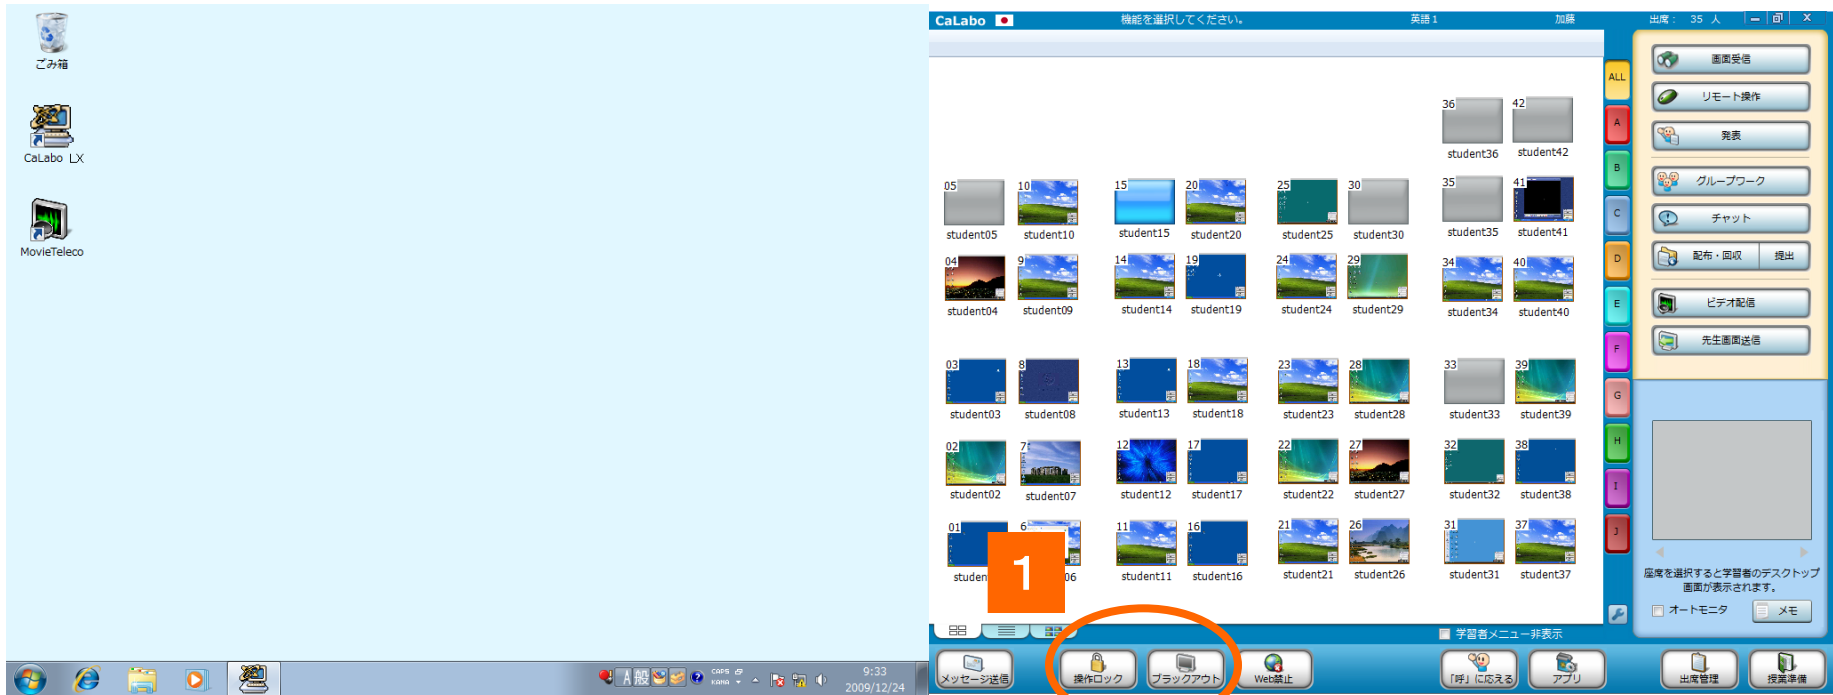 ごみ箱
CaLabo LX
MovieTeleco
CAPS
KANA
A般
9:33
2009/12/24
CaLabo
機能を選択してください。
英語1
加藤
出席: 35 人
36
42
student36
student42
05
10
15
20
25
30
35
41
student05
student10
student15
student20
student25
student30
student35
student41
04
9
14
19
24
29
34
40
student04
student09
student14
student19
student24
student29
student34
student40
03
8
13
18
23
28
33
39
student03
student08
student13
student18
student23
student28
student33
student39
02
7
12
17
22
27
32
38
student02
student07
student12
student17
student22
student27
student32
student38
01
6
11
16
21
26
31
37
1
studen
06
student11
student16
student21
student26
student31
student37
ALL
A
B
C
D
E
F
G
H
I
J
画面受信
リモート操作
発表
グループワーク
チャット
配布・回収
提出
ビデオ配信
先生画面送信
座席を選択すると学習者のデスクトップ
画面が表示されます。
オートモニタ
メモ
学習者メニュー非表示
メッセージ送信
操作ロック
ブラックアウト
Web禁止
「呼」に応える
アプリ
出席管理
授業準備